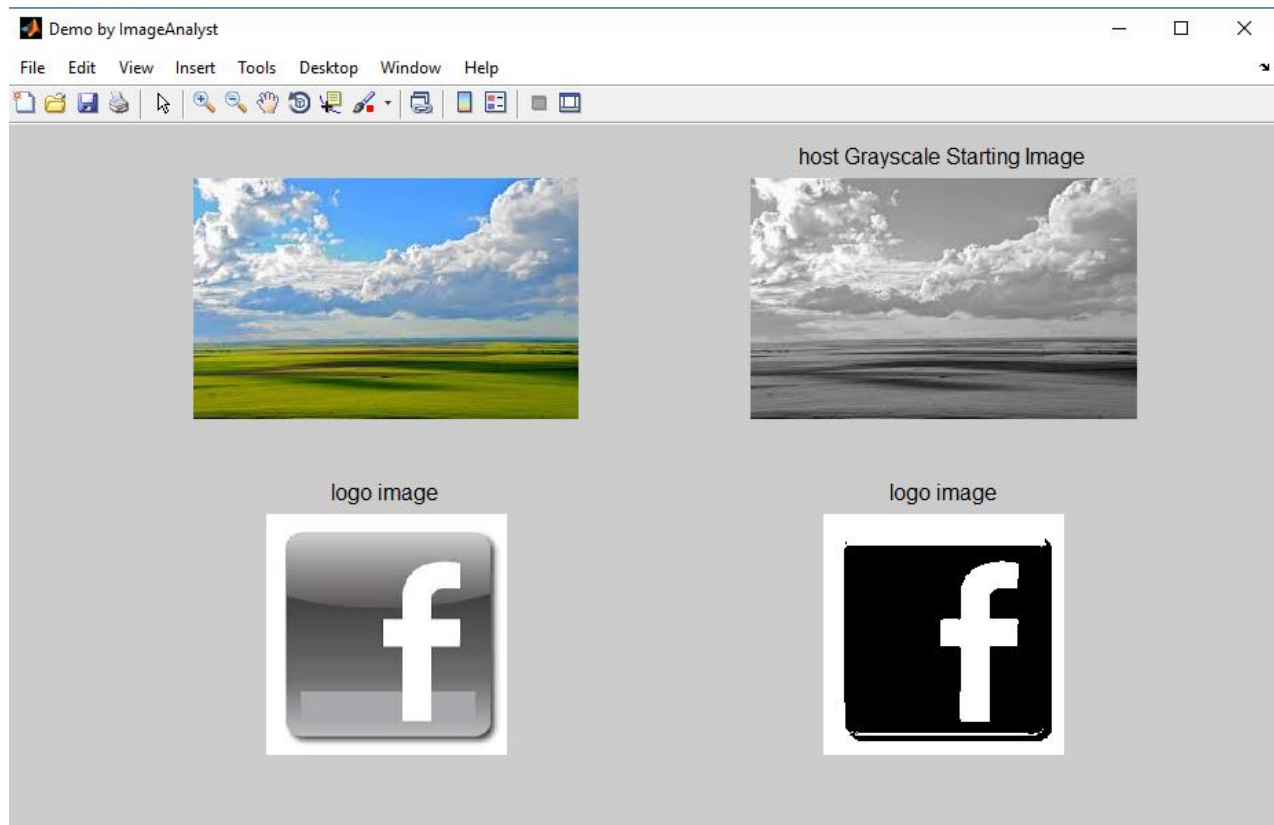 Demo by ImageAnalyst
File Edit View Insert Tools Desktop Window Help
host Grayscale Starting Image
logo image
logo image
f
f